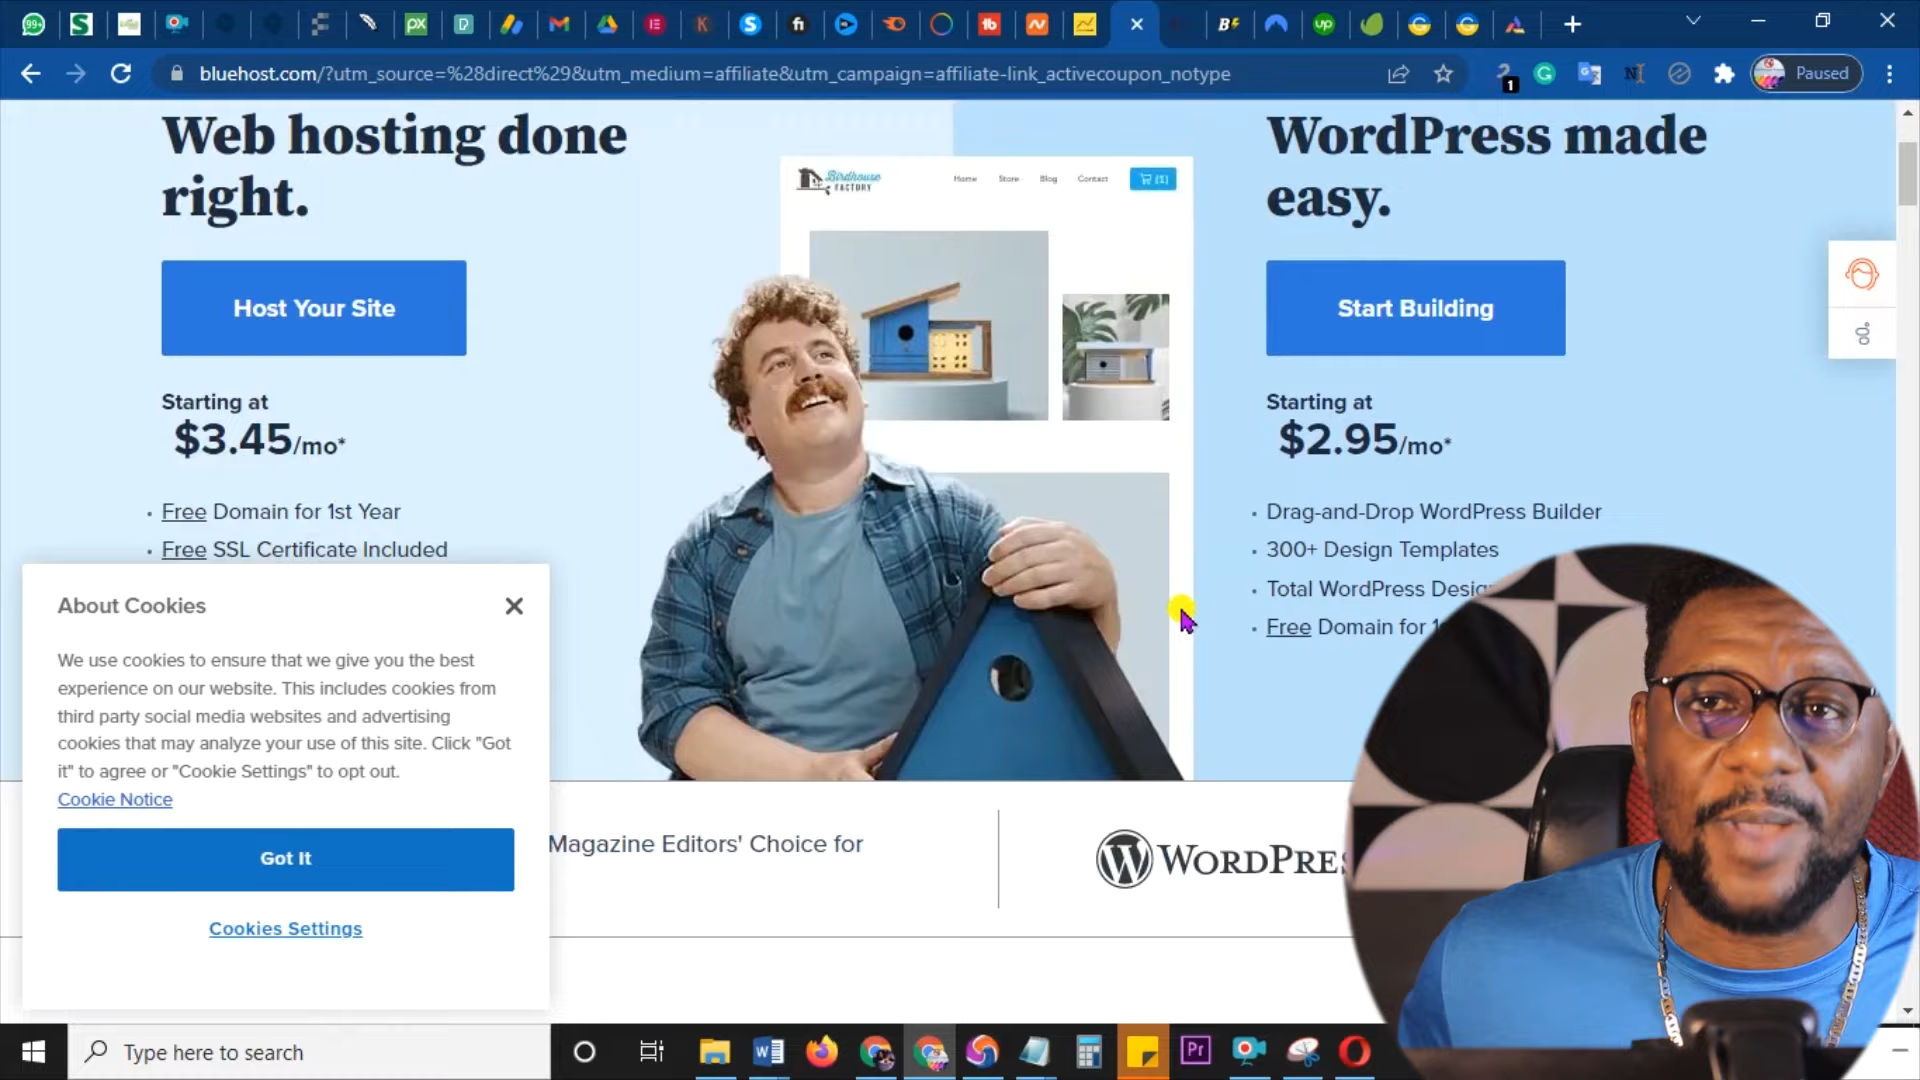 bluehost.com/?utm_source=%28direct%29&utm_medium=affiliate&utm_campaign=affiliate-link_activecoupon_notype
1
Paused
Web hosting done
right.
Host Your Site
Starting at
$3.45/mo*
• Free Domain for 1st Year
• Free SSL Certificate Included
Birdhouse
FACTORY
Home Store Blog Contact (1)
WordPress made
easy.
Start Building
Starting at
$2.95/mo*
• Drag-and-Drop WordPress Builder
• 300+ Design Templates
• Total WordPress
• Free Domain for
About Cookies
We use cookies to ensure that we give you the best
experience on our website. This includes cookies from
third party social media websites and advertising
cookies that may analyze your use of this site. Click "Got
it" to agree or "Cookie Settings" to opt out.
Cookie Notice
Got It
Cookies Settings
Magazine Editors' Choice for
WORDPRES
Type here to search
Pr